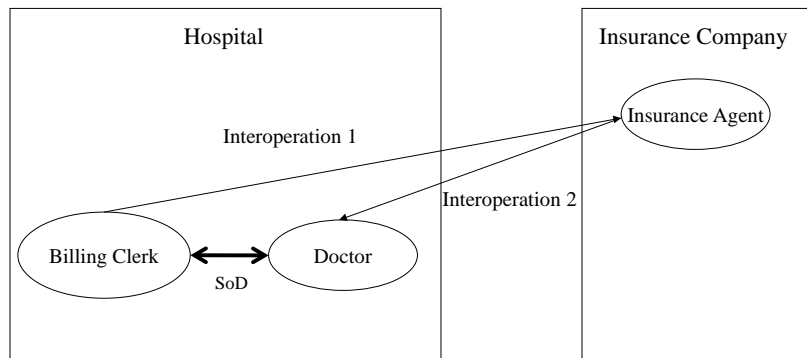 Hospital
Insurance Company
Insurance Agent
Interoperation 1
Interoperation 2
Billing Clerk
Doctor
SoD